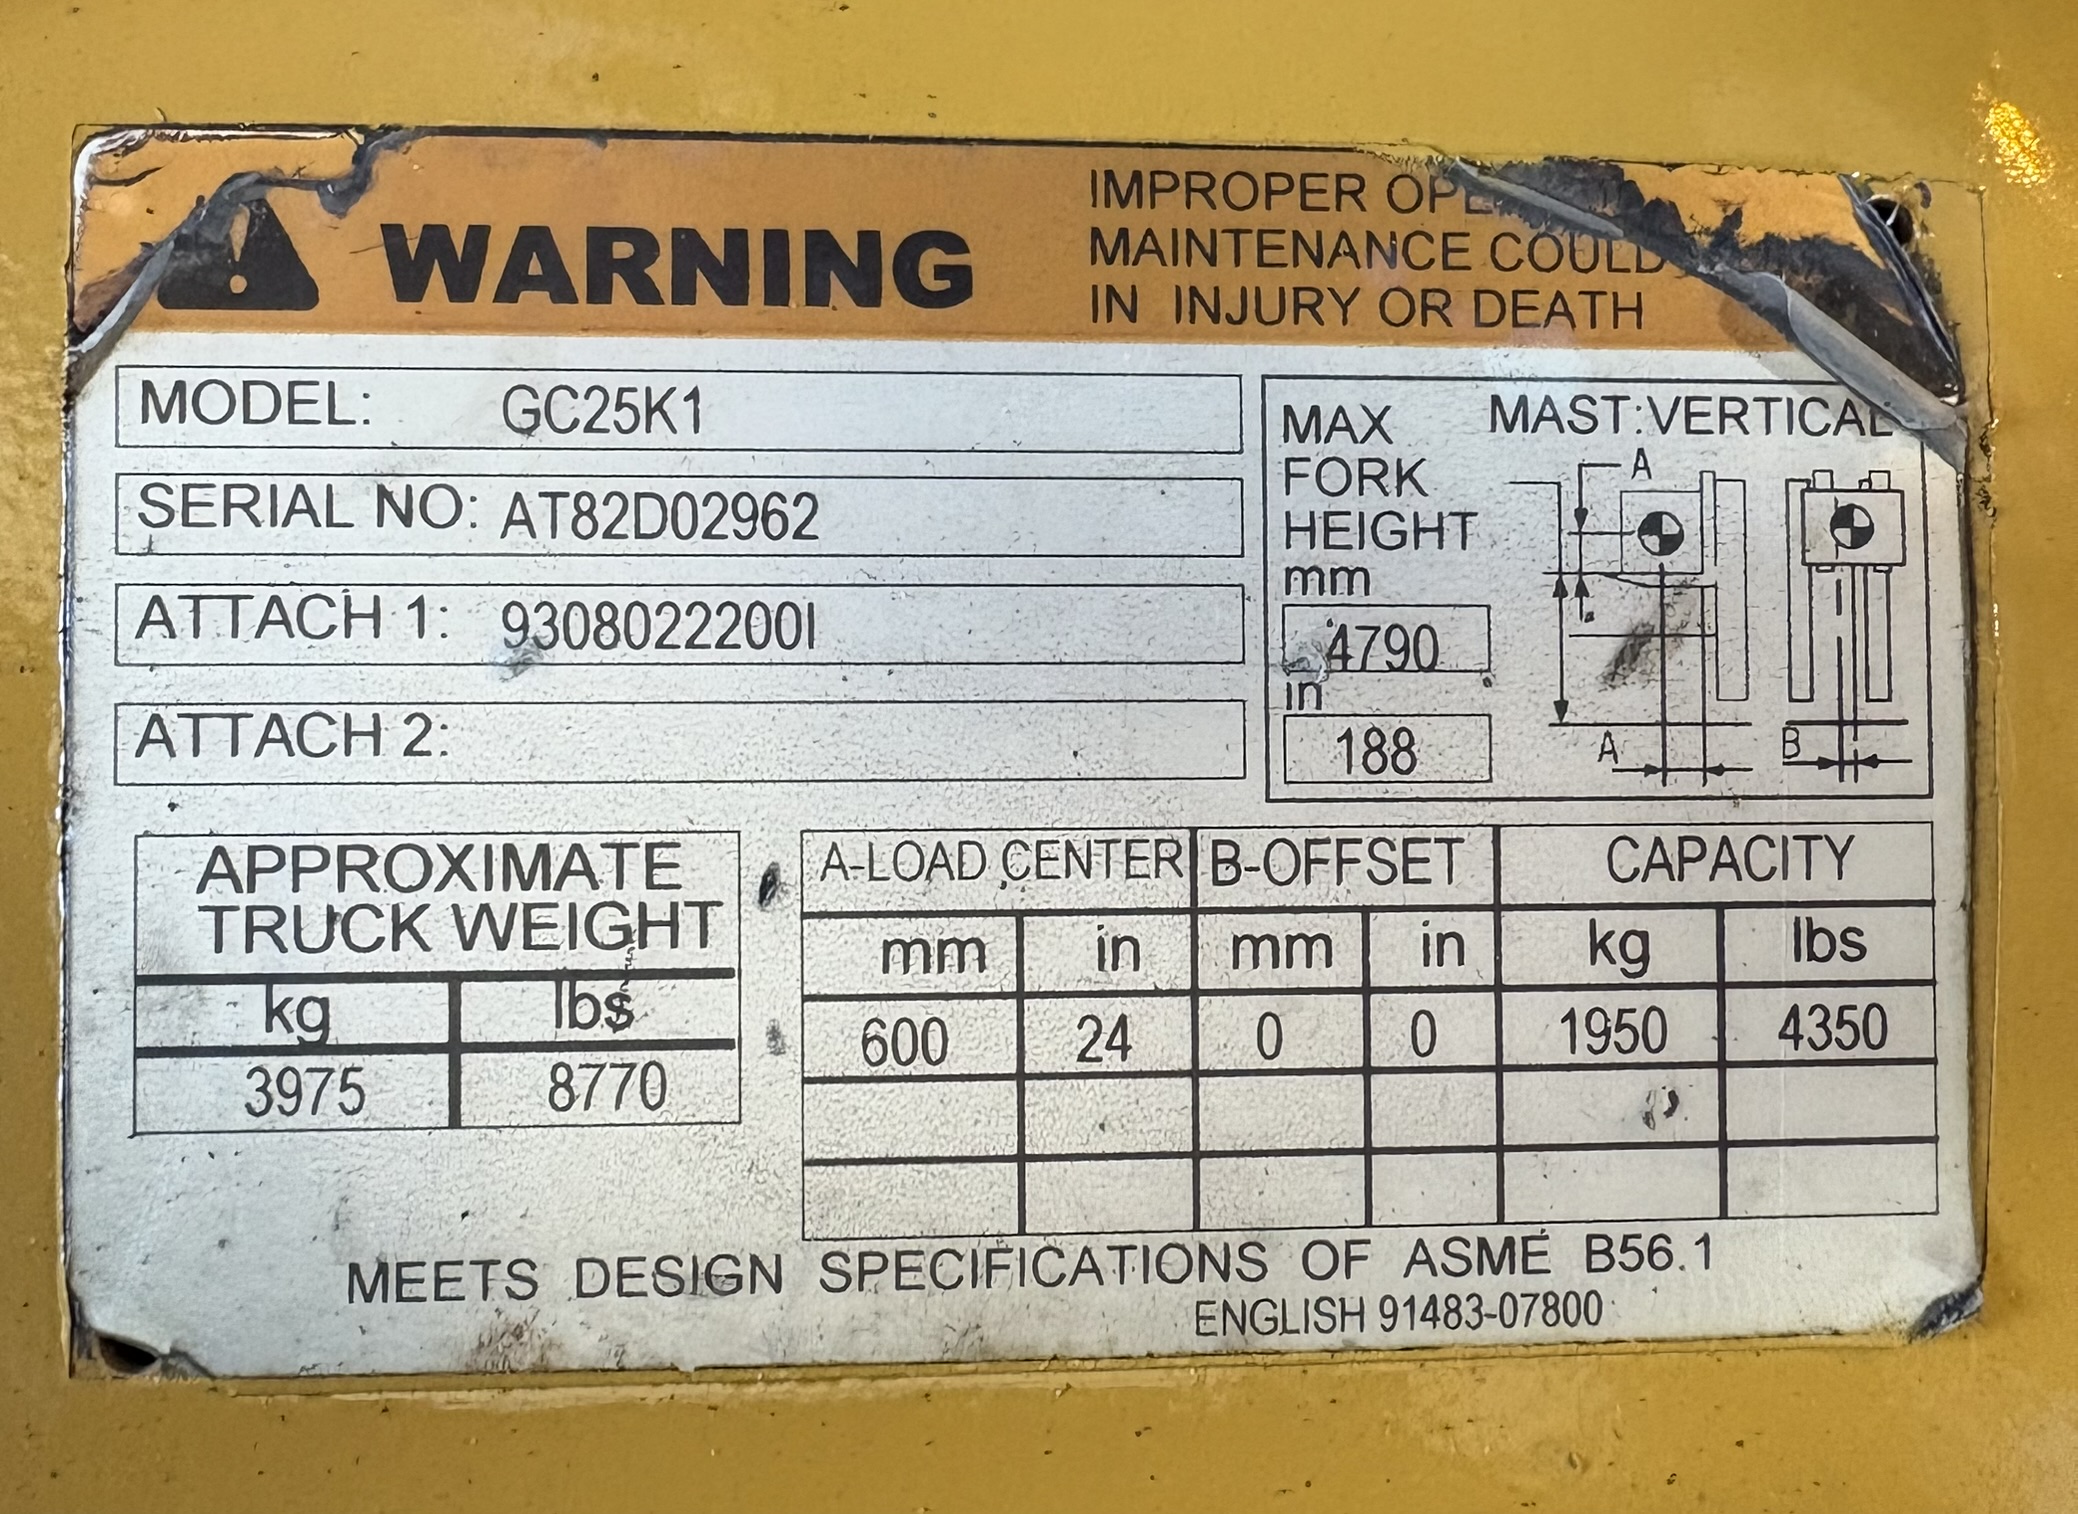 WARNING
IMPROPER
MAINTENANCE COULD
IN INJURY OR DEATH
MODEL: GC25K1
SERIAL NO: AT82D02962
ATTACH 1: 9308022200I
ATTACH 2:
MAX
FORK
HEIGHT
mm
4790
in
188
MAST:VERTICAL
A
A
B
APPROXIMATE
TRUCK WEIGHT
kg lbs
3975 8770
A-LOAD CENTER B-OFFSET CAPACITY
mm in mm in kg lbs
600 24 0 0 1950 4350
MEETS DESIGN SPECIFICATIONS OF ASME B56.1
ENGLISH 91483-07800